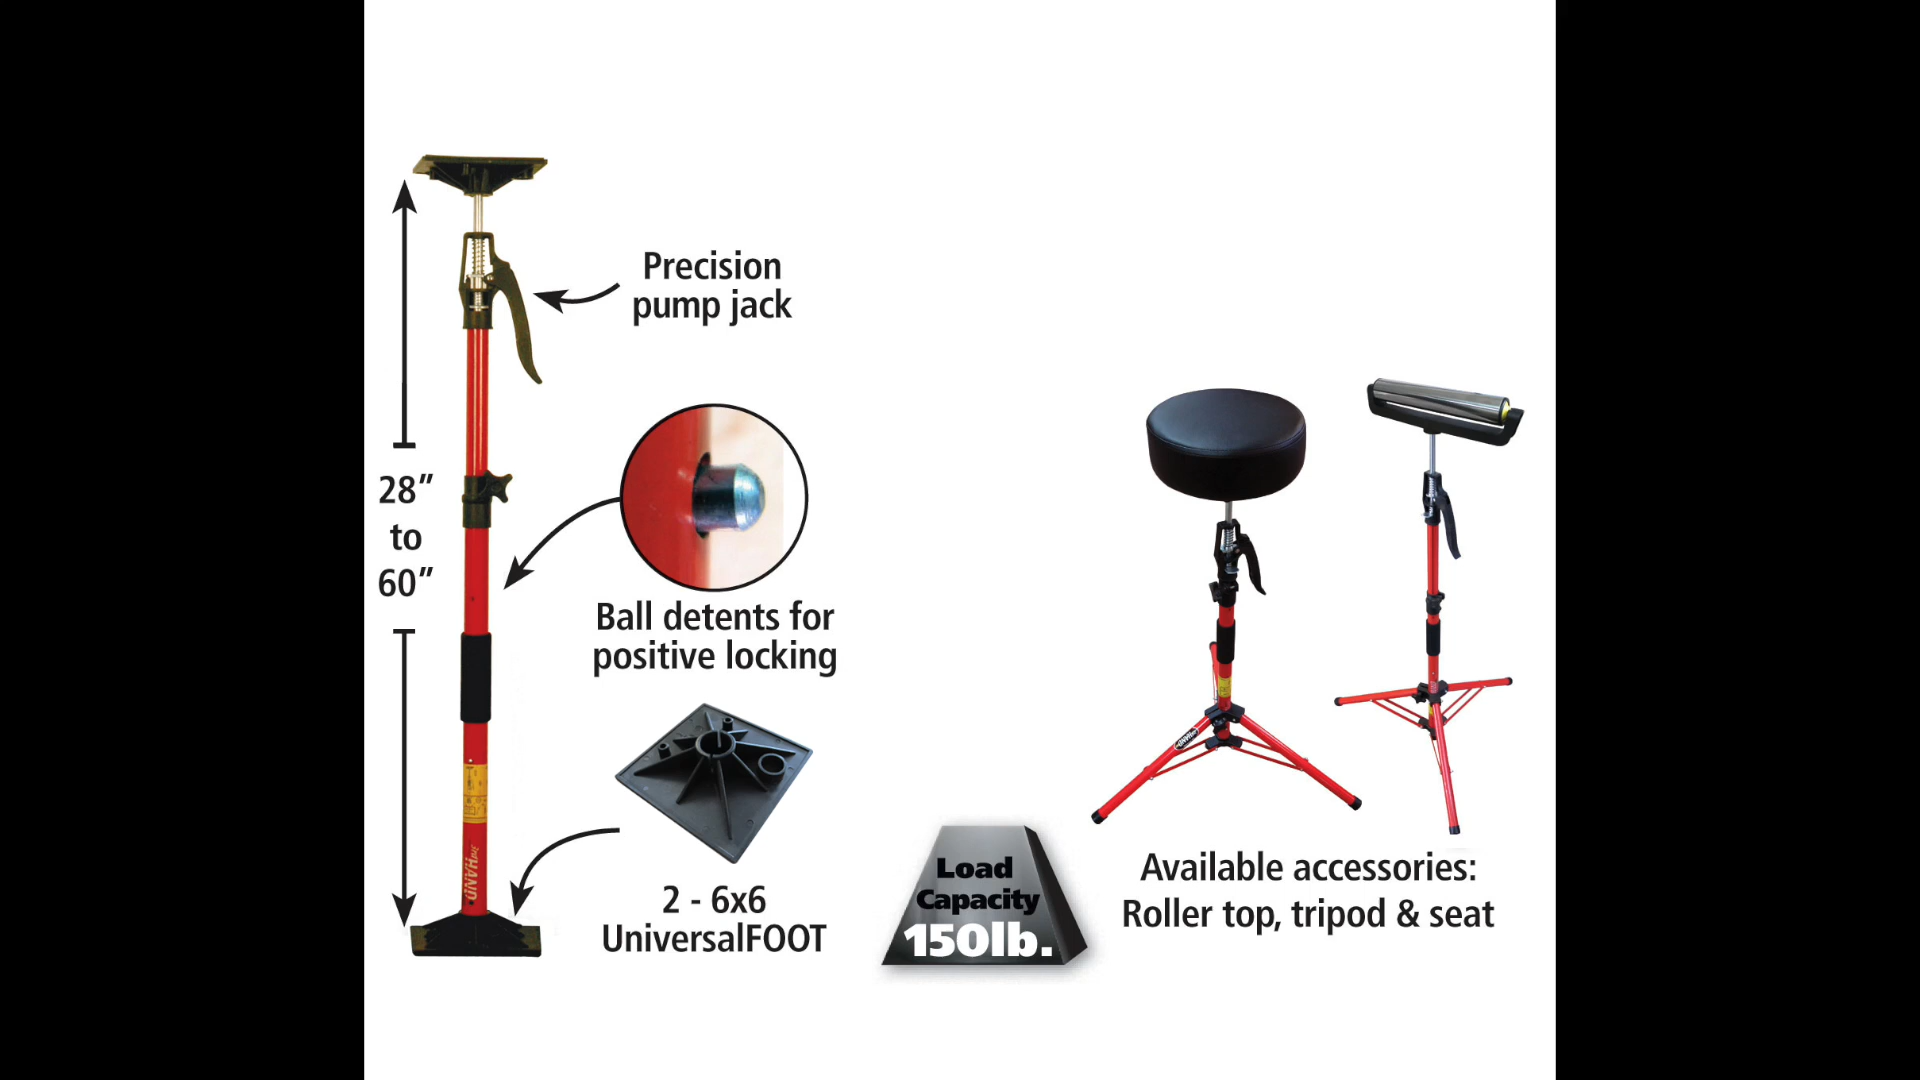 Precision
pump jack
28”
to
60”
Ball detents for
positive locking
2 - 6x6
UniversalFOOT
Load
Capacity
150lb.
Available accessories:
Roller top, tripod & seat
HAND